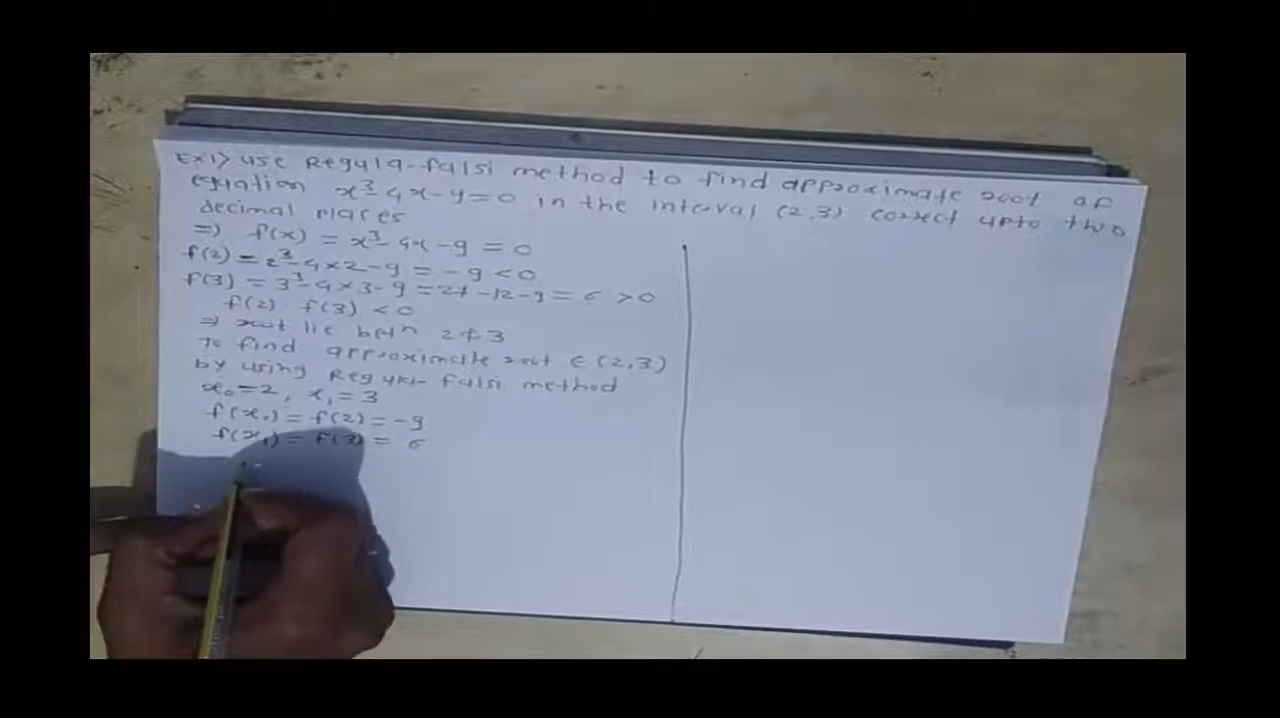 Ex 1) Use Regula-falsi method to find approximate root of
equation x³-4x-9=0 in the interval (2,3) correct upto two
decimal places
=> f(x) = x³-4x-9 = 0
f(2) = 2³-4×2-9 = -9 < 0
f(3) = 3³-4×3-9 = 27-12-9 = 6 > 0
f(2) · f(3) < 0
=> root lie betⁿ 2 & 3
To find approximate root ∈ (2,3)
by using Regula- falsi method
x₀=2, x₁=3
f(x₀) = f(2) = -9
f(x₁) = f(3) = 6